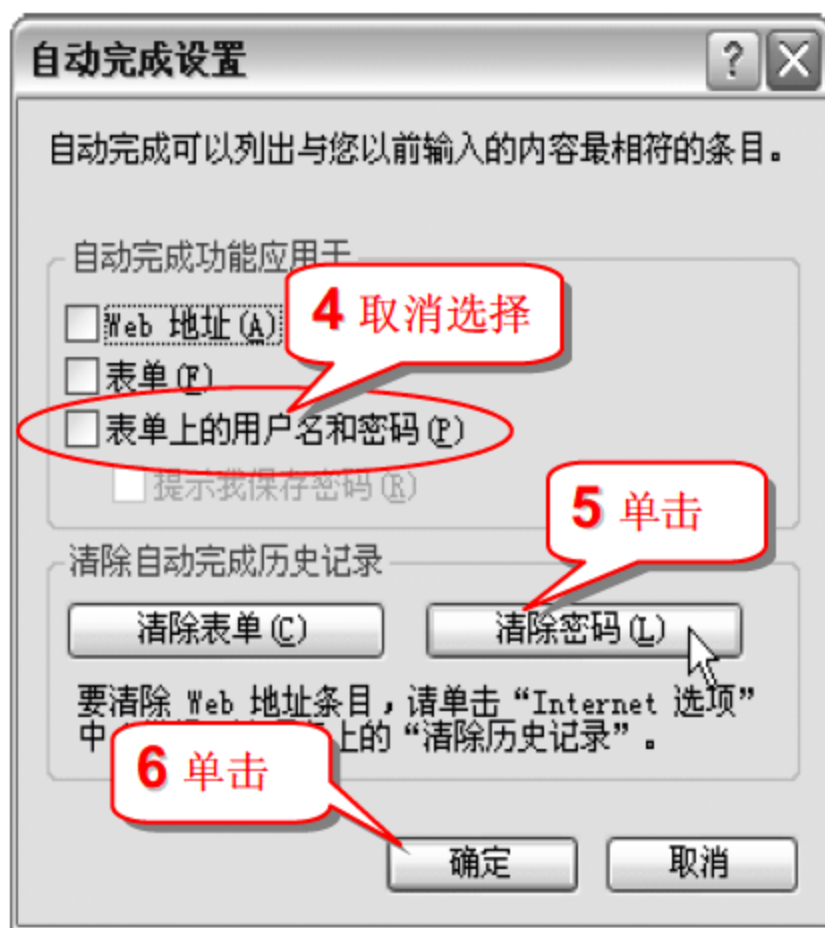 自动完成设置
自动完成可以列出与您以前输入的内容最相符的条目。
自动完成功能应用于
4 取消选择
Web 地址(A)
表单(F)
表单上的用户名和密码(P)
提示我保存密码(R)
5 单击
清除自动完成历史记录
清除表单(C)
清除密码(L)
要清除 Web 地址条目，请单击“Internet 选项”
中 上的“清除历史记录”。
6 单击
确定
取消